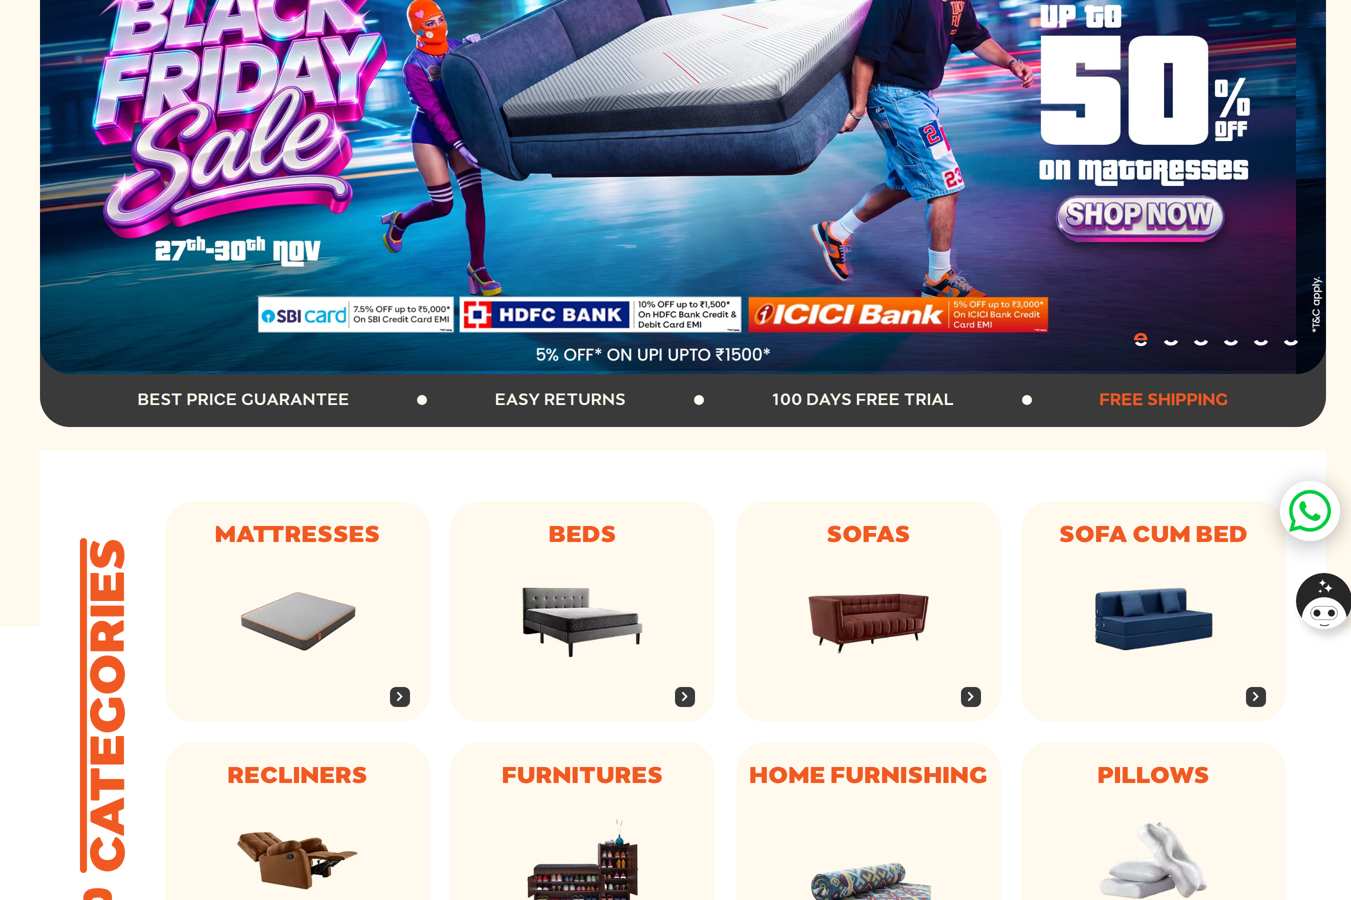 BLACK
FRIDAY
Sale
27th-30th NOV
UP TO
50% OFF
ON MATTRESSES
SHOP NOW
SBI card
7.5% OFF up to ₹5,000*
On SBI Credit Card EMI
HDFC BANK
10% OFF up to ₹1,500*
On HDFC Bank Credit &
Debit Card EMI
ICICI Bank
5% OFF up to ₹3,000*
On ICICI Bank Credit
Card EMI
5% OFF* ON UPI UPTO ₹1500*
*T&C apply.
BEST PRICE GUARANTEE
EASY RETURNS
100 DAYS FREE TRIAL
FREE SHIPPING
CATEGORIES
MATTRESSES
BEDS
SOFAS
SOFA CUM BED
RECLINERS
FURNITURES
HOME FURNISHING
PILLOWS